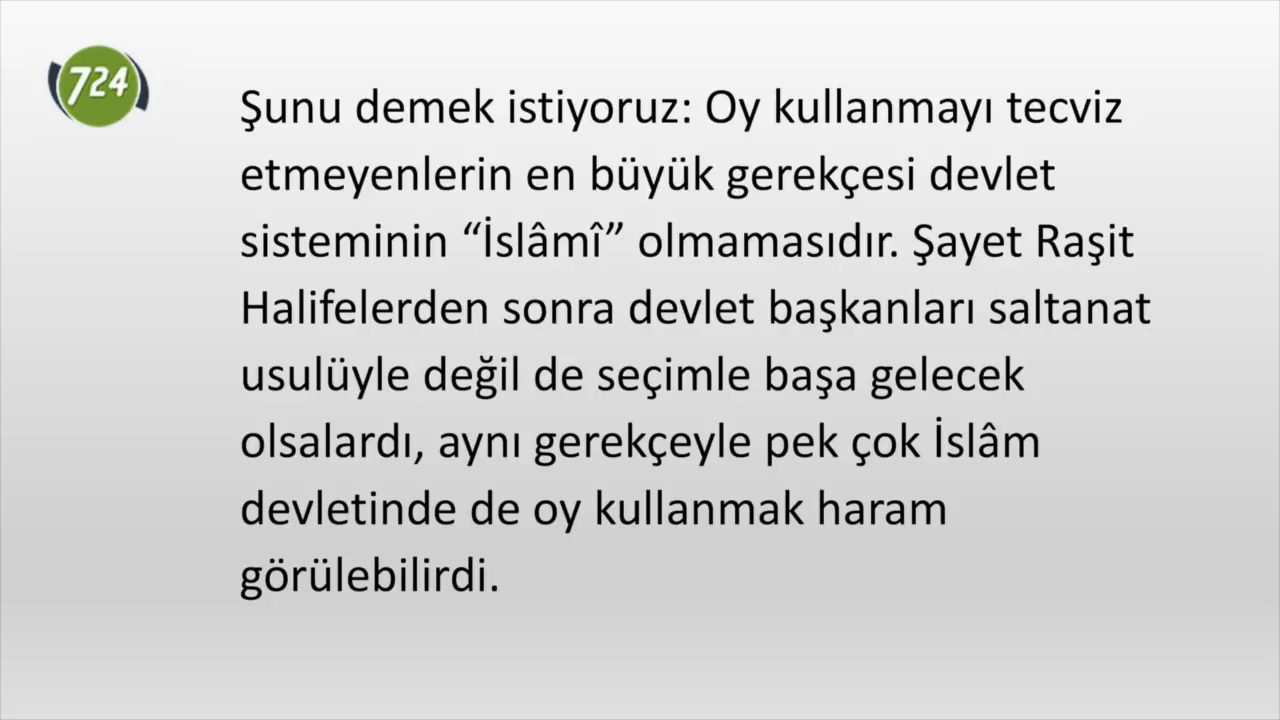 724
Şunu demek istiyoruz: Oy kullanmayı tecviz
etmeyenlerin en büyük gerekçesi devlet
sisteminin “İslâmî” olmamasıdır. Şayet Raşit
Halifelerden sonra devlet başkanları saltanat
usulüyle değil de seçimle başa gelecek
olsalardı, aynı gerekçeyle pek çok İslâm
devletinde de oy kullanmak haram
görülebilirdi.